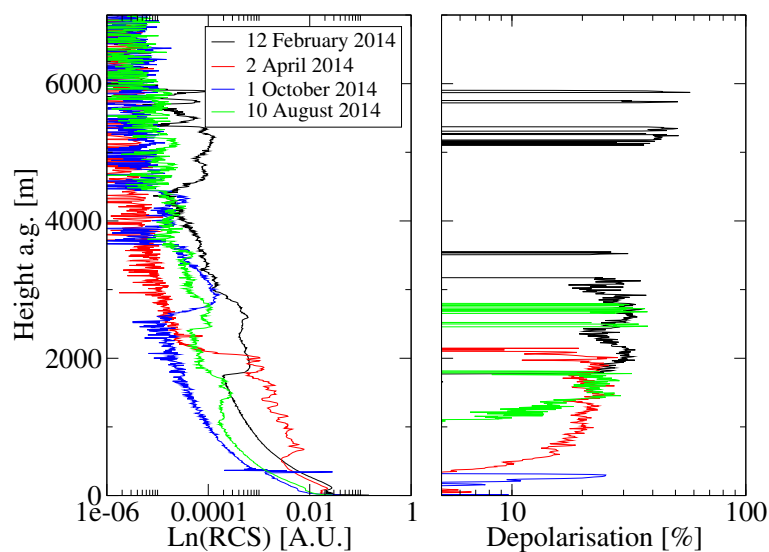 12 February 2014
2 April 2014
1 October 2014
10 August 2014
6000
4000
2000
0
Height a.g. [m]
1e-06 0.0001 0.01 1
Ln(RCS) [A.U.]
10 100
Depolarisation [%]